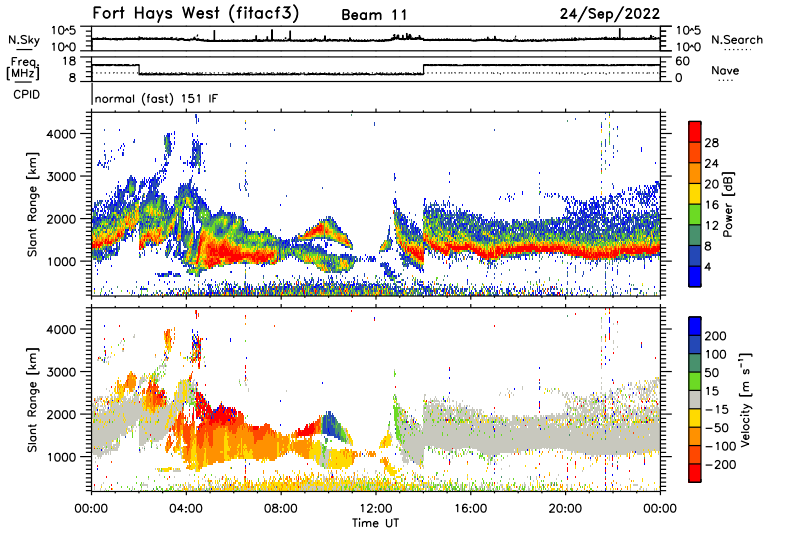 Fort Hays West (fitacf3) Beam 11 24/Sep/2022
N.Sky 10^5 10^0 10^5 10^0 N.Search
Freq. [MHz] 18 8 60 0 Nave
CPID normal (fast) 151 IF
Slant Range [km] 4000 3000 2000 1000
Power [dB] 28 24 20 16 12 8 4
Slant Range [km] 4000 3000 2000 1000
Velocity [m s⁻¹] 200 100 50 15 −15 −50 −100 −200
00:00 04:00 08:00 12:00 16:00 20:00 00:00
Time UT